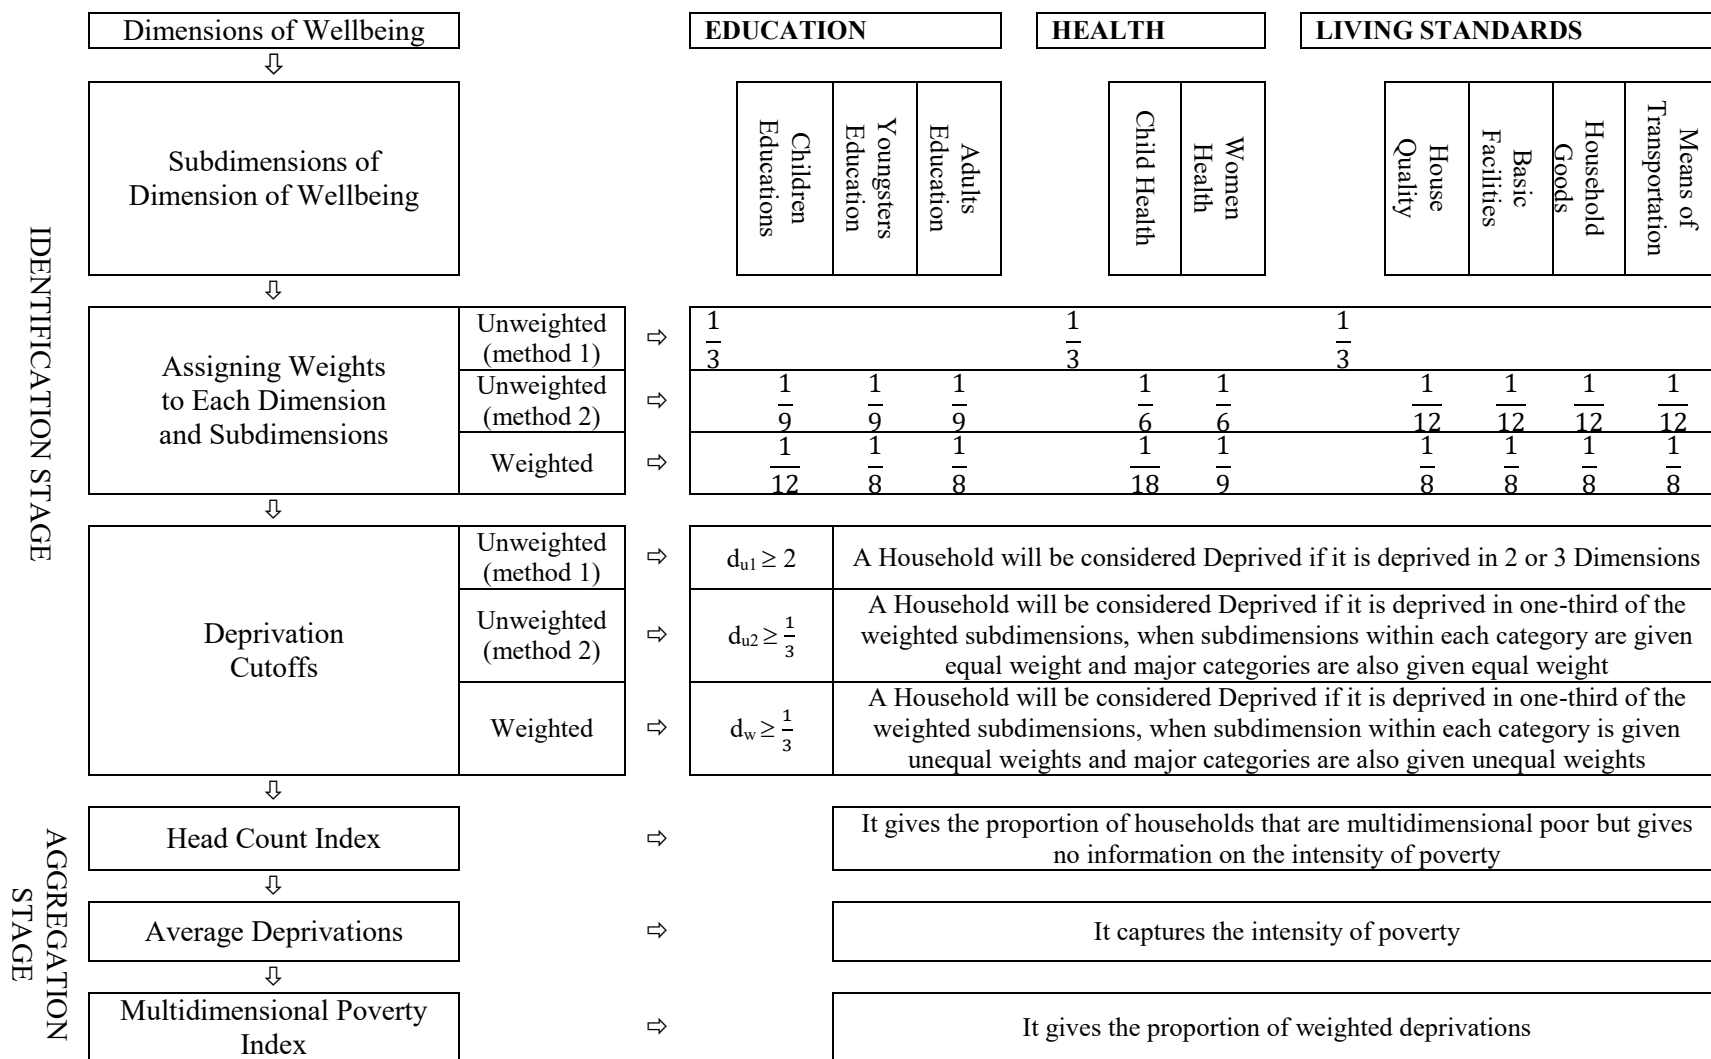 Dimensions of Wellbeing
EDUCATION
HEALTH
LIVING STANDARDS
⇩
IDENTIFICATION STAGE
Subdimensions of
Dimension of Wellbeing
Children
Educations
Youngsters
Education
Adults
Education
Child Health
Women
Health
House
Quality
Basic
Facilities
Household
Goods
Means of
Transportation
⇩
Assigning Weights
to Each Dimension
and Subdimensions
Unweighted
(method 1)
⇨
1/3 1/3 1/3
Unweighted
(method 2)
⇨
1/9 1/9 1/9 1/6 1/6 1/12 1/12 1/12 1/12
Weighted
⇨
1/12 1/8 1/8 1/18 1/9 1/8 1/8 1/8 1/8
⇩
Deprivation
Cutoffs
Unweighted
(method 1)
⇨
du1 ≥ 2
A Household will be considered Deprived if it is deprived in 2 or 3 Dimensions
Unweighted
(method 2)
⇨
du2 ≥ 1/3
A Household will be considered Deprived if it is deprived in one-third of the
weighted subdimensions, when subdimensions within each category are given
equal weight and major categories are also given equal weight
Weighted
⇨
dw ≥ 1/3
A Household will be considered Deprived if it is deprived in one-third of the
weighted subdimensions, when subdimension within each category is given
unequal weights and major categories are also given unequal weights
⇩
AGGREGATION
STAGE
Head Count Index
⇨
It gives the proportion of households that are multidimensional poor but gives
no information on the intensity of poverty
⇩
Average Deprivations
⇨
It captures the intensity of poverty
⇩
Multidimensional Poverty
Index
⇨
It gives the proportion of weighted deprivations